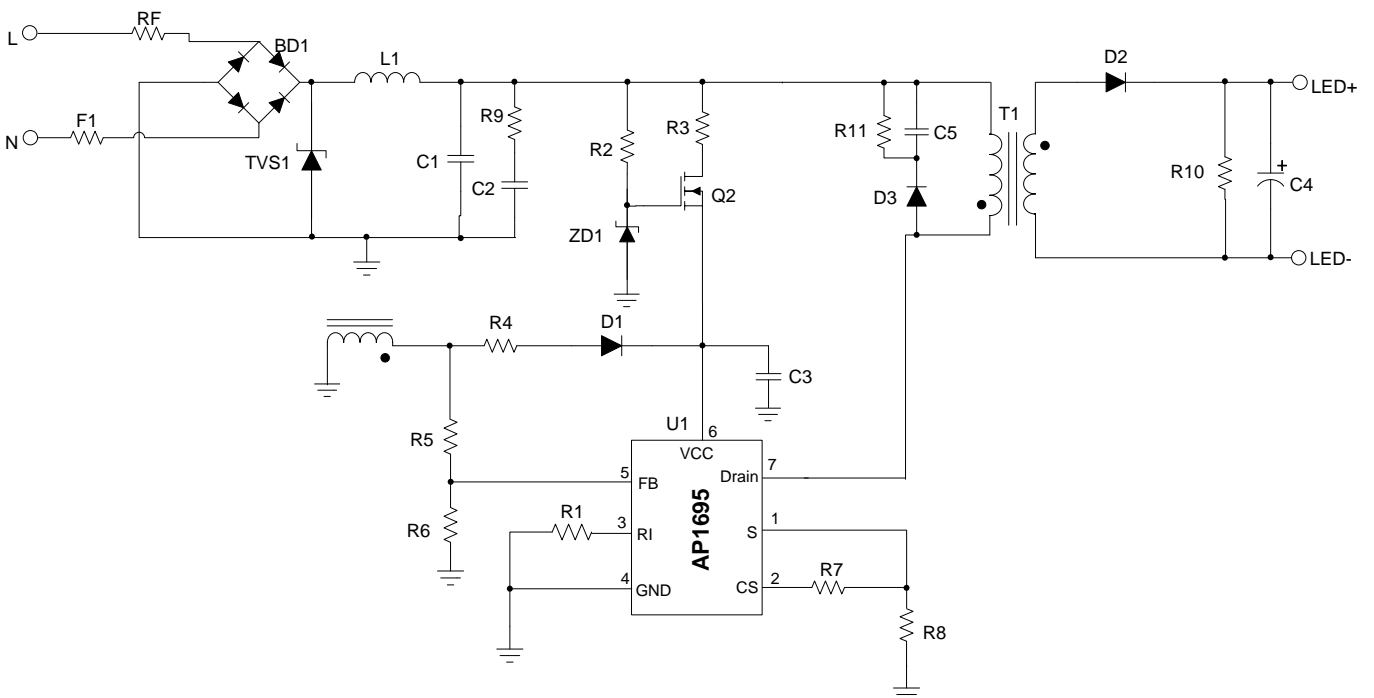 RF
L
BD1
L1
D2
LED+
F1
N
TVS1
C1
R9
C2
R2
R3
Q2
ZD1
R11
C5
D3
T1
R10
+
C4
LED-
R4
D1
C3
U1
6
VCC
R5
5
FB
Drain
7
R6
R1
3
RI
AP1695
S
1
4
GND
CS
2
R7
R8